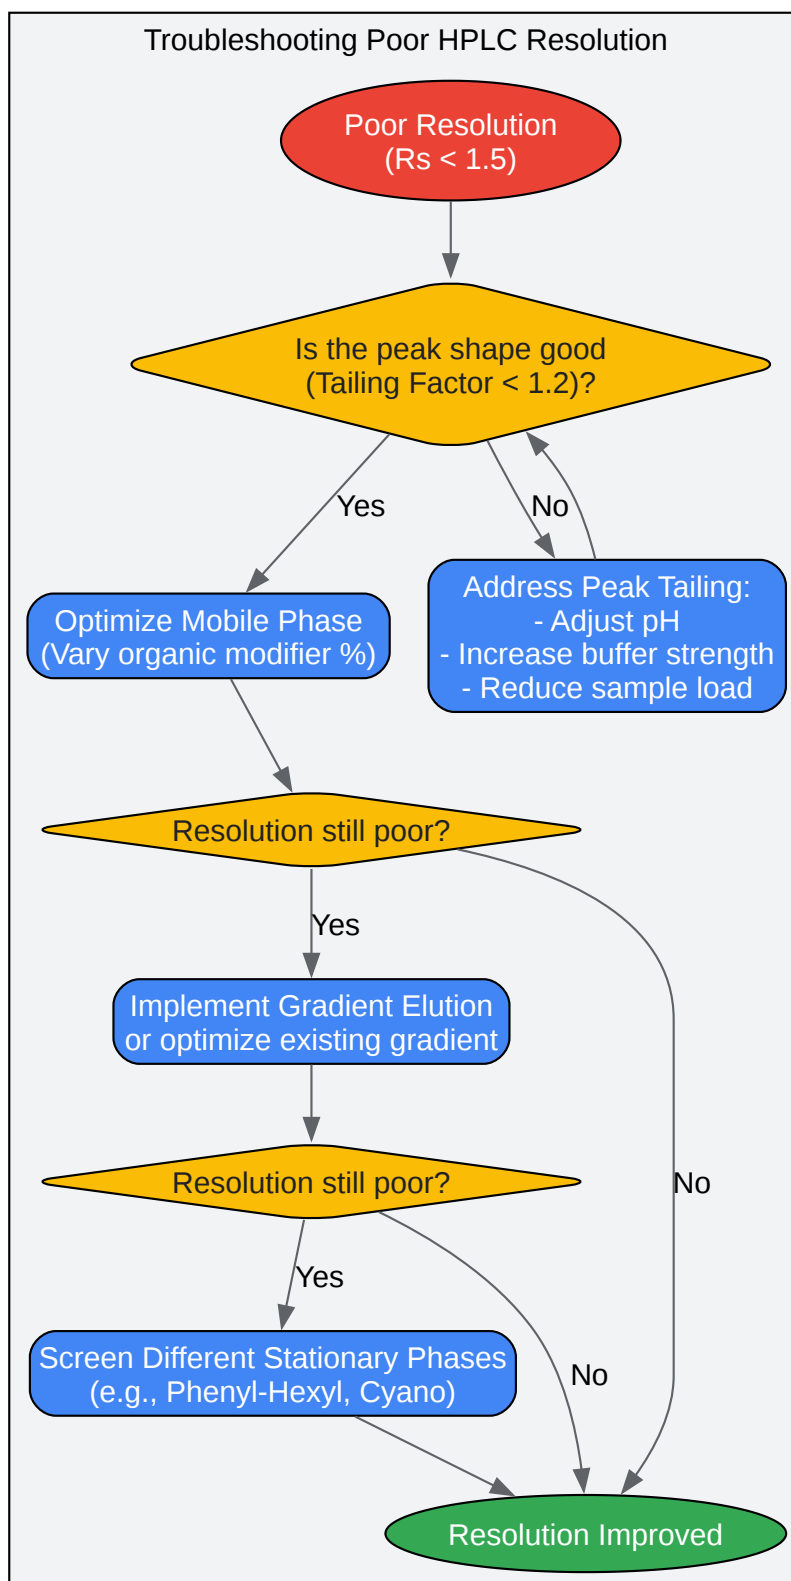 Troubleshooting Poor HPLC Resolution
Poor Resolution
(Rs < 1.5)
Is the peak shape good
(Tailing Factor < 1.2)?
Yes
No
Optimize Mobile Phase
(Vary organic modifier %)
Address Peak Tailing:
- Adjust pH
- Increase buffer strength
- Reduce sample load
Resolution still poor?
Yes
Implement Gradient Elution
or optimize existing gradient
Resolution still poor?
No
Yes
Screen Different Stationary Phases
(e.g., Phenyl-Hexyl, Cyano)
No
Resolution Improved